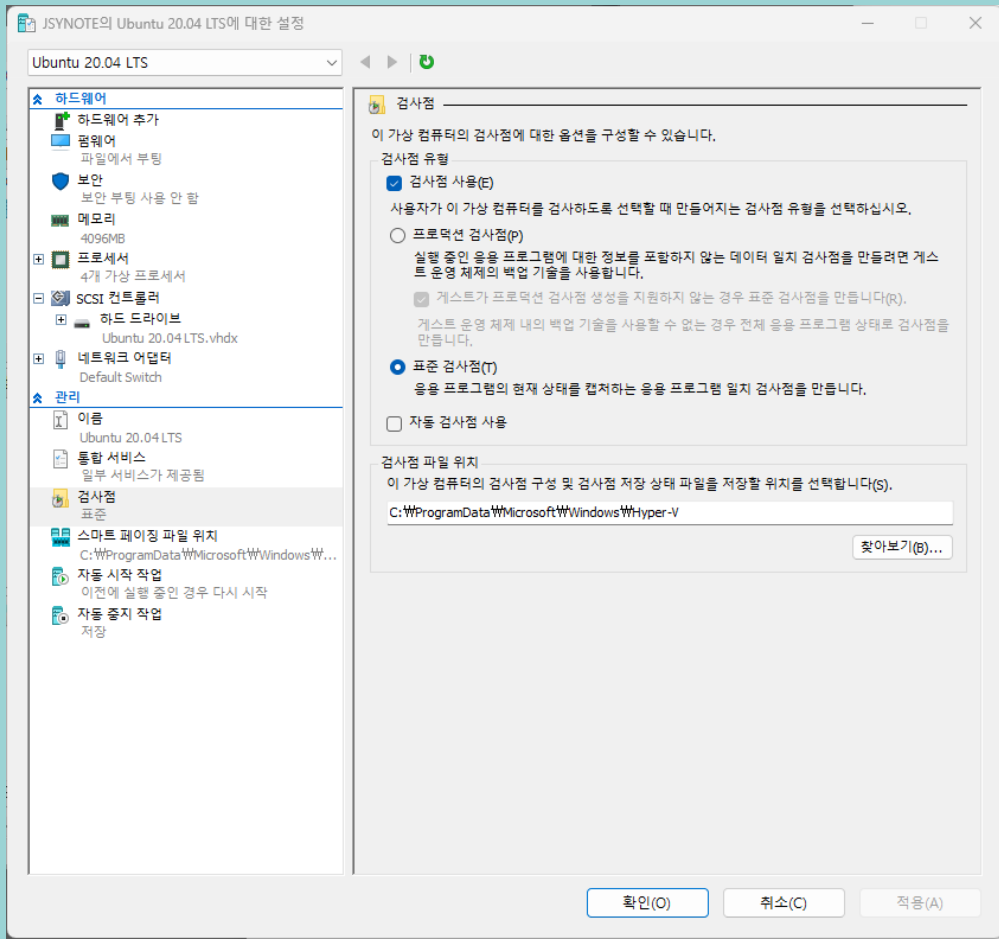 JSYNOTE의 Ubuntu 20.04 LTS에 대한 설정
Ubuntu 20.04 LTS
하드웨어
하드웨어 추가
펌웨어
파일에서 부팅
보안
보안 부팅 사용 안 함
메모리
4096MB
프로세서
4개 가상 프로세서
SCSI 컨트롤러
하드 드라이브
Ubuntu 20.04 LTS.vhdx
네트워크 어댑터
Default Switch
관리
이름
Ubuntu 20.04 LTS
통합 서비스
일부 서비스가 제공됨
검사점
표준
스마트 페이징 파일 위치
C:₩ProgramData₩Microsoft₩Windows₩...
자동 시작 작업
이전에 실행 중인 경우 다시 시작
자동 중지 작업
저장
검사점
이 가상 컴퓨터의 검사점에 대한 옵션을 구성할 수 있습니다.
검사점 유형
검사점 사용(E)
사용자가 이 가상 컴퓨터를 검사하도록 선택할 때 만들어지는 검사점 유형을 선택하십시오.
프로덕션 검사점(P)
실행 중인 응용 프로그램에 대한 정보를 포함하지 않는 데이터 일치 검사점을 만들려면 게스
트 운영 체제의 백업 기술을 사용합니다.
게스트가 프로덕션 검사점 생성을 지원하지 않는 경우 표준 검사점을 만듭니다(R).
게스트 운영 체제 내의 백업 기술을 사용할 수 없는 경우 전체 응용 프로그램 상태로 검사점을
만듭니다.
표준 검사점(T)
응용 프로그램의 현재 상태를 캡처하는 응용 프로그램 일치 검사점을 만듭니다.
자동 검사점 사용
검사점 파일 위치
이 가상 컴퓨터의 검사점 구성 및 검사점 저장 상태 파일을 저장할 위치를 선택합니다(S).
C:₩ProgramData₩Microsoft₩Windows₩Hyper-V
찾아보기(B)...
확인(O)
취소(C)
적용(A)